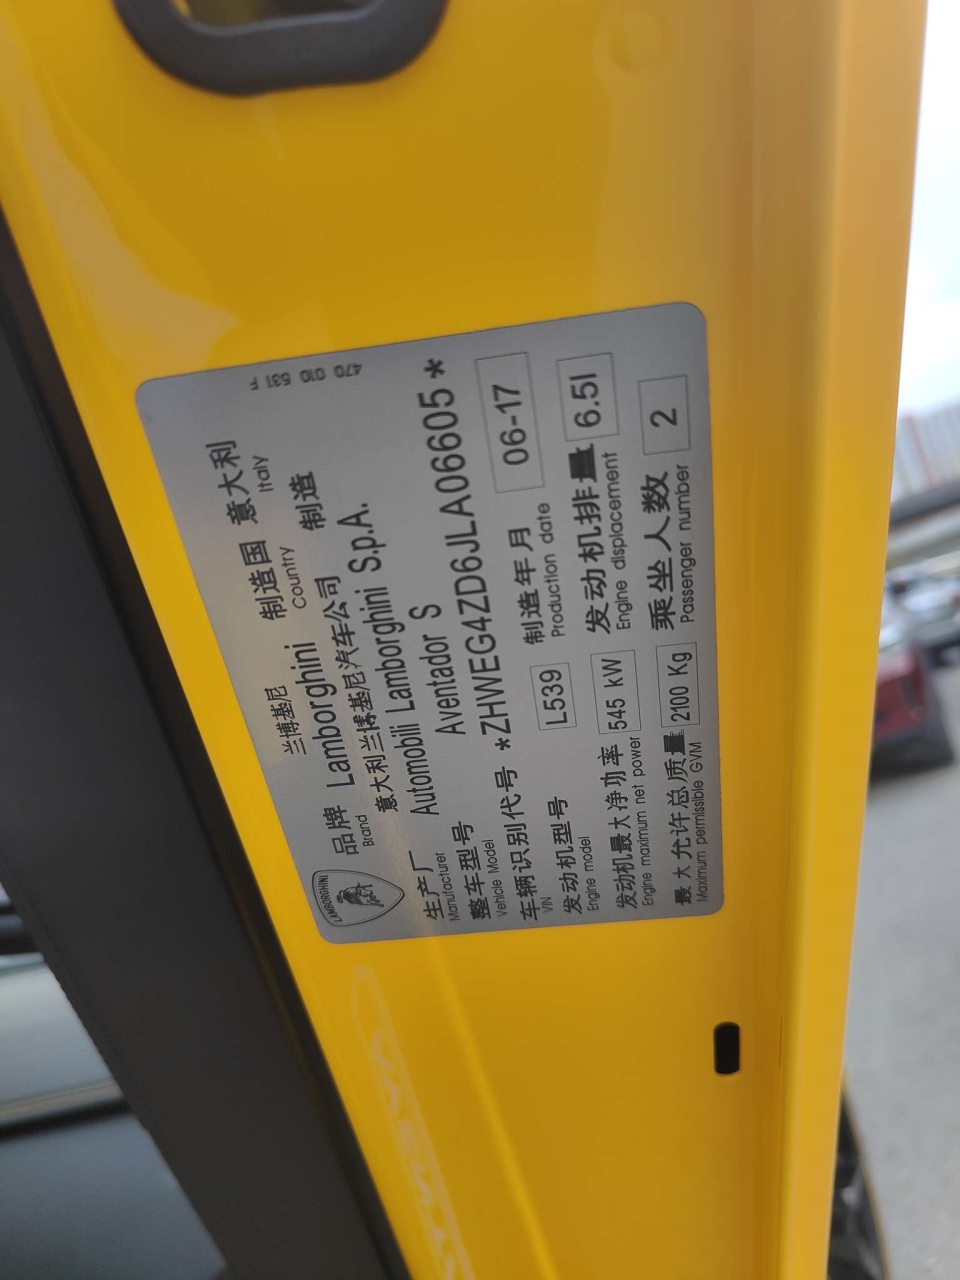 470 010 531 F
LAMBORGHINI
兰博基尼 制造国 意大利
品牌 Lamborghini Country Italy
Brand 意大利兰博基尼汽车公司 制造
生产厂 Automobili Lamborghini S.p.A.
Manufacturer
整车型号 Aventador S
Vehicle Model
车辆识别代号 *ZHWEG4ZD6JLA06605*
VIN
发动机型号 L539 制造年月 06-17
Engine model Production date
发动机最大净功率 545 kW 发动机排量 6.5l
Engine maximum net power Engine displacement
最大允许总质量 2100 Kg 乘坐人数 2
Maximum permissible GVM Passenger number